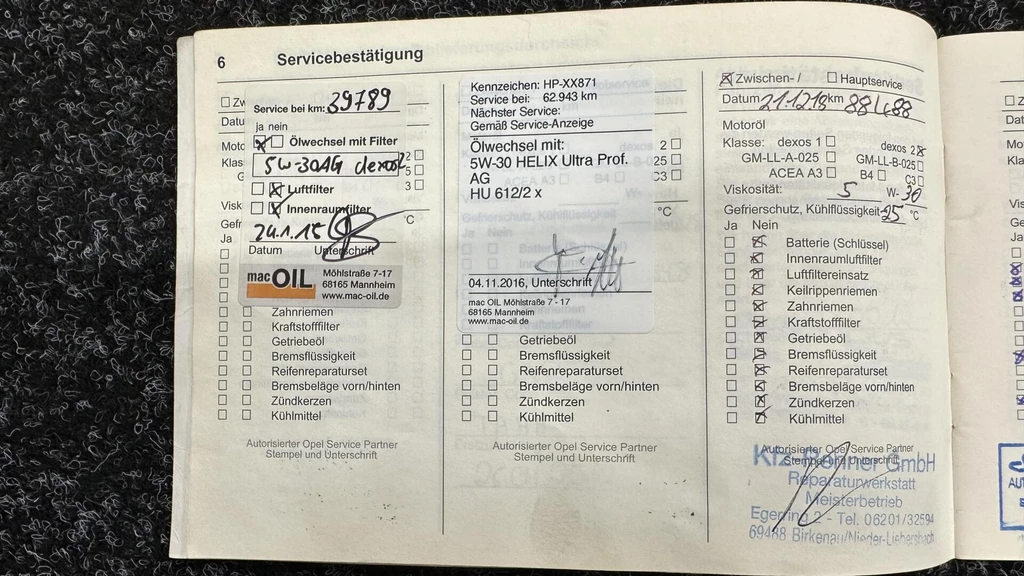 6 Servicebestätigung
Service bei km: 39789
ja nein
Ölwechsel mit Filter
5W-30AG dexos2
Luftfilter
Innenraumfilter
24.1.15
Datum Unterschrift
mac OIL
Möhlstraße 7-17
68165 Mannheim
www.mac-oil.de
Zahnriemen
Kraftstofffilter
Getriebeöl
Bremsflüssigkeit
Reifenreparaturset
Bremsbeläge vorn/hinten
Zündkerzen
Kühlmittel
Autorisierter Opel Service Partner
Stempel und Unterschrift
Kennzeichen: HP-XX871
Service bei: 62.943 km
Nächster Service:
Gemäß Service-Anzeige
Ölwechsel mit:
5W-30 HELIX Ultra Prof.
AG
HU 612/2 x
04.11.2016, Unterschrift
mac OIL Möhlstraße 7 - 17
68165 Mannheim
www.mac-oil.de
Getriebeöl
Bremsflüssigkeit
Reifenreparaturset
Bremsbeläge vorn/hinten
Zündkerzen
Kühlmittel
Autorisierter Opel Service Partner
Stempel und Unterschrift
Zwischen- / Hauptservice
Datum 21.12.18 km 88488
Motoröl
Klasse: dexos 1 dexos 2
GM-LL-A-025 GM-LL-B-025
ACEA A3 B4 C3
Viskosität: 5 W- 30
Gefrierschutz, Kühlflüssigkeit -25 °C
Ja Nein
Batterie (Schlüssel)
Innenraumluftfilter
Luftfiltereinsatz
Keilrippenriemen
Zahnriemen
Kraftstofffilter
Getriebeöl
Bremsflüssigkeit
Reifenreparaturset
Bremsbeläge vorn/hinten
Zündkerzen
Kühlmittel
Autorisierter Opel Service Partner
Stempel und Unterschrift
GmbH
Reparaturwerkstatt
Meisterbetrieb
Egerring 2 - Tel. 06201/32594
69488 Birkenau/Nieder-Liebersbach